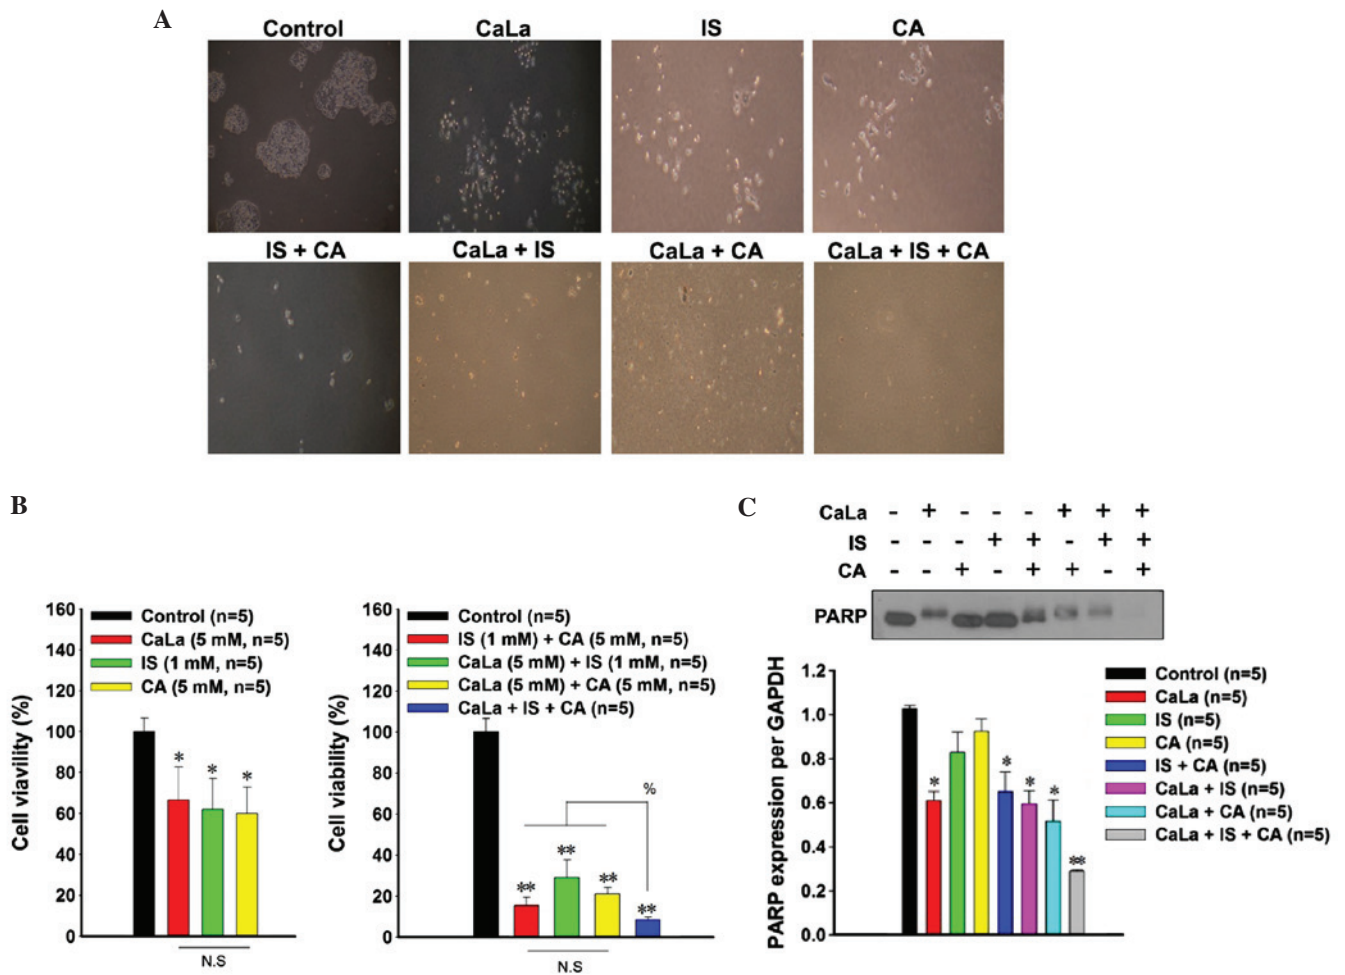 A
Control CaLa IS CA
IS + CA CaLa + IS CaLa + CA CaLa + IS + CA
B
Cell viavility (%)
160
140
120
100
80
60
40
20
0
Control (n=5)
CaLa (5 mM, n=5)
IS (1 mM, n=5)
CA (5 mM, n=5)
* * *
N.S
Cell viability (%)
160
140
120
100
80
60
40
20
0
Control (n=5)
IS (1 mM) + CA (5 mM, n=5)
CaLa (5 mM) + IS (1 mM, n=5)
CaLa (5 mM) + CA (5 mM, n=5)
CaLa + IS + CA (n=5)
%
** ** ** **
N.S
C
CaLa - + - - - + + +
IS - - - + + - + +
CA - - + - + + - +
PARP
PARP expression per GAPDH
1.2
1.0
0.8
0.6
0.4
0.2
0.0
* * * * **
Control (n=5)
CaLa (n=5)
IS (n=5)
CA (n=5)
IS + CA (n=5)
CaLa + IS (n=5)
CaLa + CA (n=5)
CaLa + IS + CA (n=5)